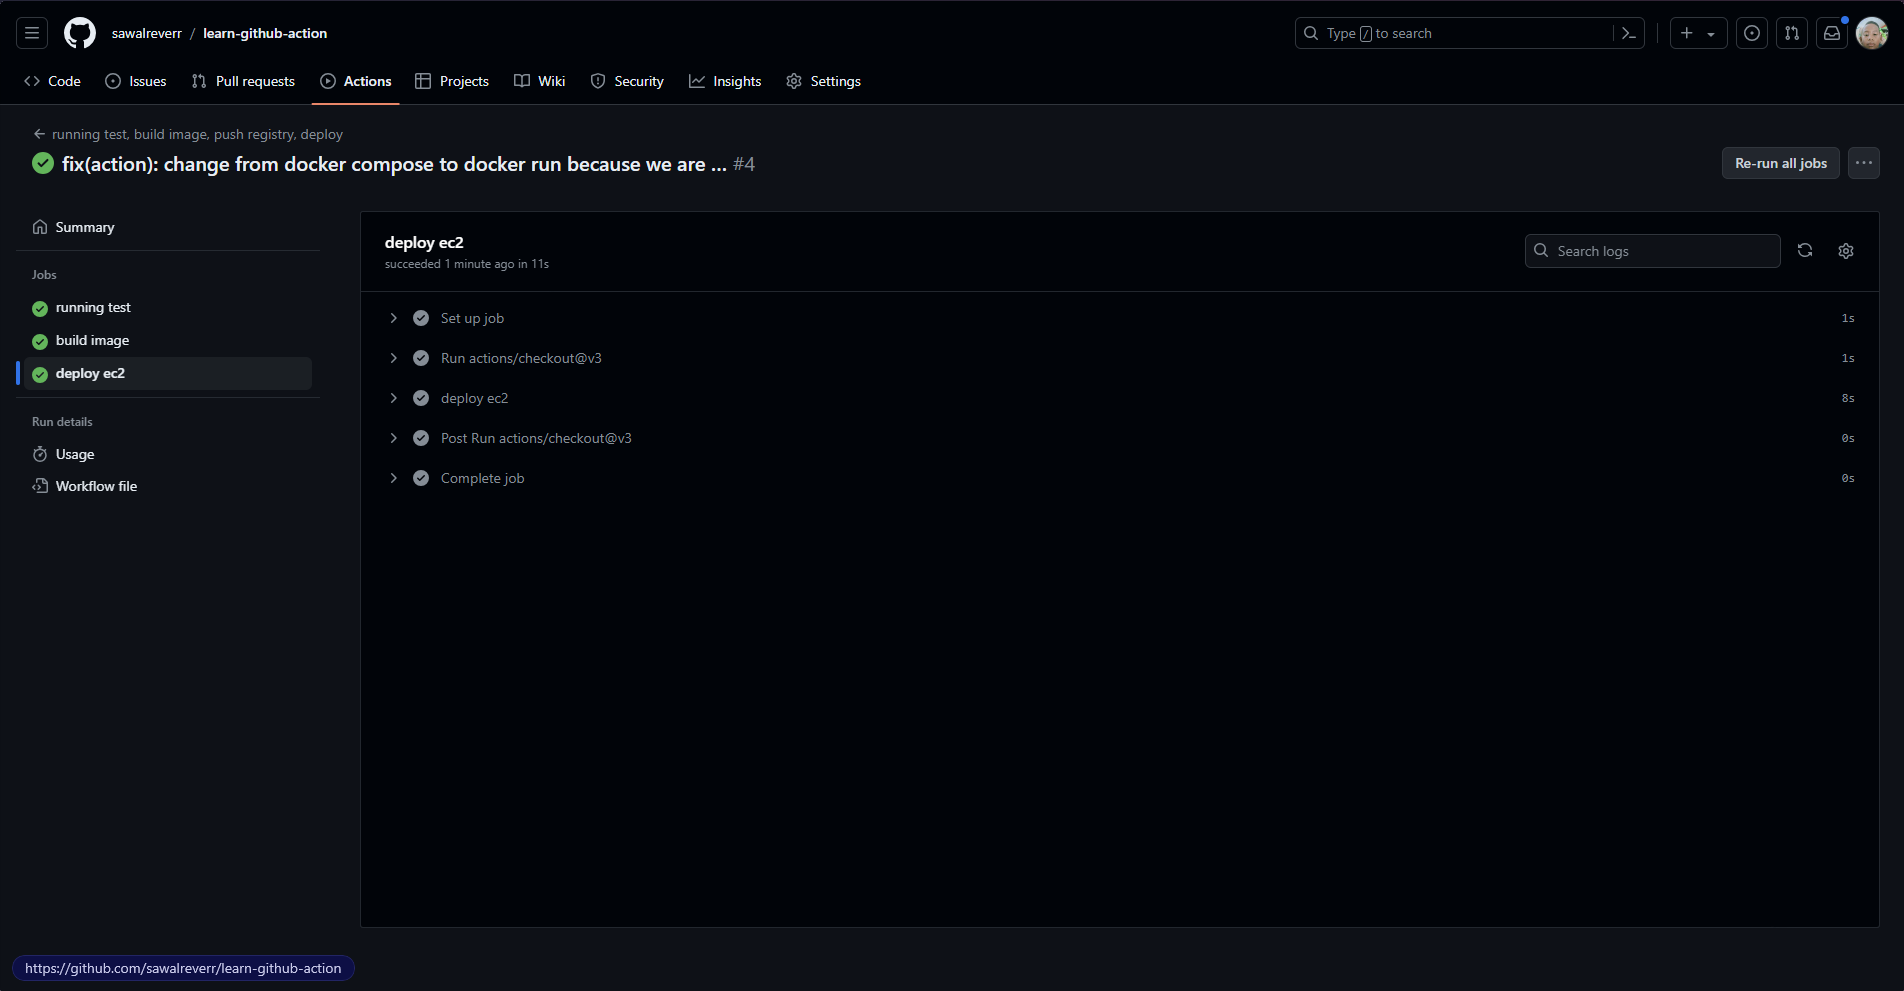 sawalreverr / learn-github-action
Type / to search
Code Issues Pull requests Actions Projects Wiki Security Insights Settings
running test, build image, push registry, deploy
fix(action): change from docker compose to docker run because we are ... #4
Re-run all jobs
Summary
Jobs
running test
build image
deploy ec2
Run details
Usage
Workflow file
deploy ec2
succeeded 1 minute ago in 11s
Search logs
Set up job 1s
Run actions/checkout@v3 1s
deploy ec2 8s
Post Run actions/checkout@v3 0s
Complete job 0s
https://github.com/sawalreverr/learn-github-action